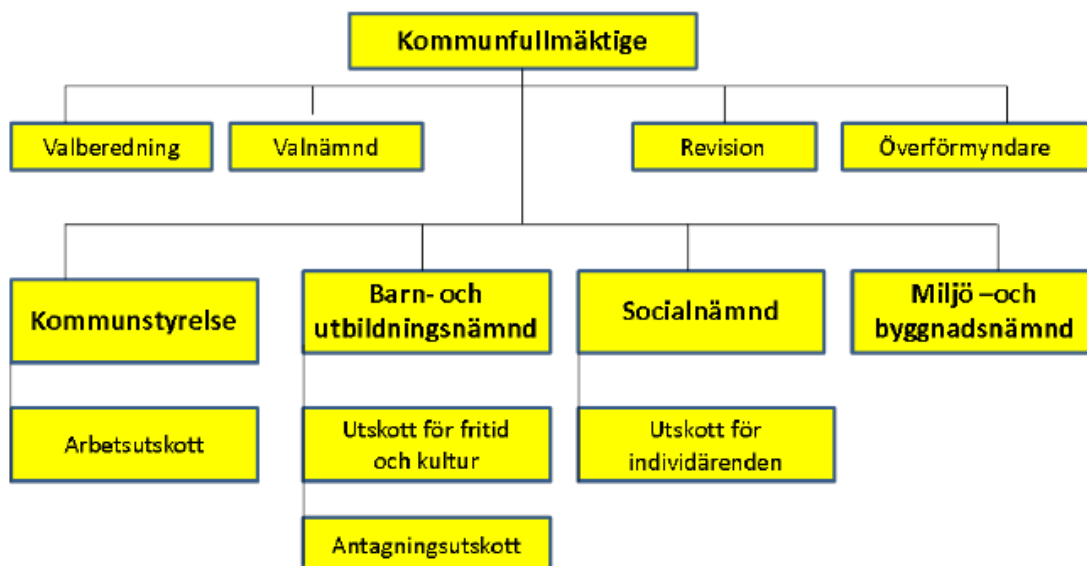 Kommunfullmäktige
Valberedning
Valnämnd
Revision
Överförmyndare
Kommunstyrelse
Barn- och
utbildningsnämnd
Socialnämnd
Miljö –och
byggnadsnämnd
Arbetsutskott
Utskott för fritid
och kultur
Utskott för
individärenden
Antagningsutskott